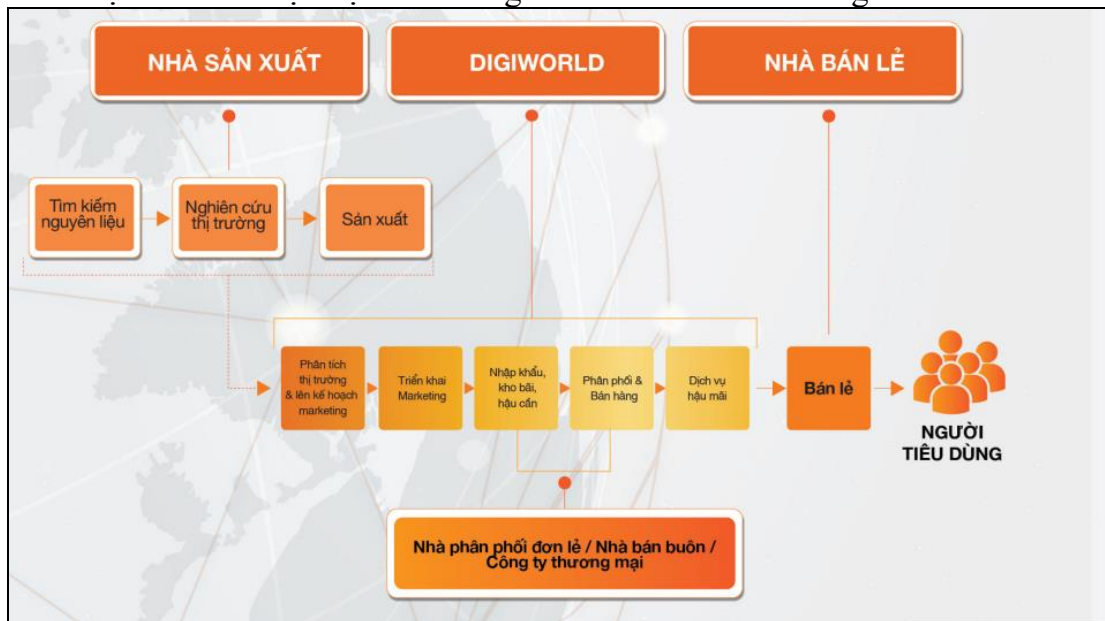 NHÀ SẢN XUẤT
DIGIWORLD
NHÀ BÁN LẺ
Tìm kiếm
nguyên liệu
Nghiên cứu
thị trường
Sản xuất
Phân tích
thị trường
& lên kế hoạch
marketing
Triển khai
Marketing
Nhập khẩu,
kho bãi,
hậu cần
Phân phối &
Bán hàng
Dịch vụ
hậu mãi
Bán lẻ
NGƯỜI
TIÊU DÙNG
Nhà phân phối đơn lẻ / Nhà bán buôn /
Công ty thương mại